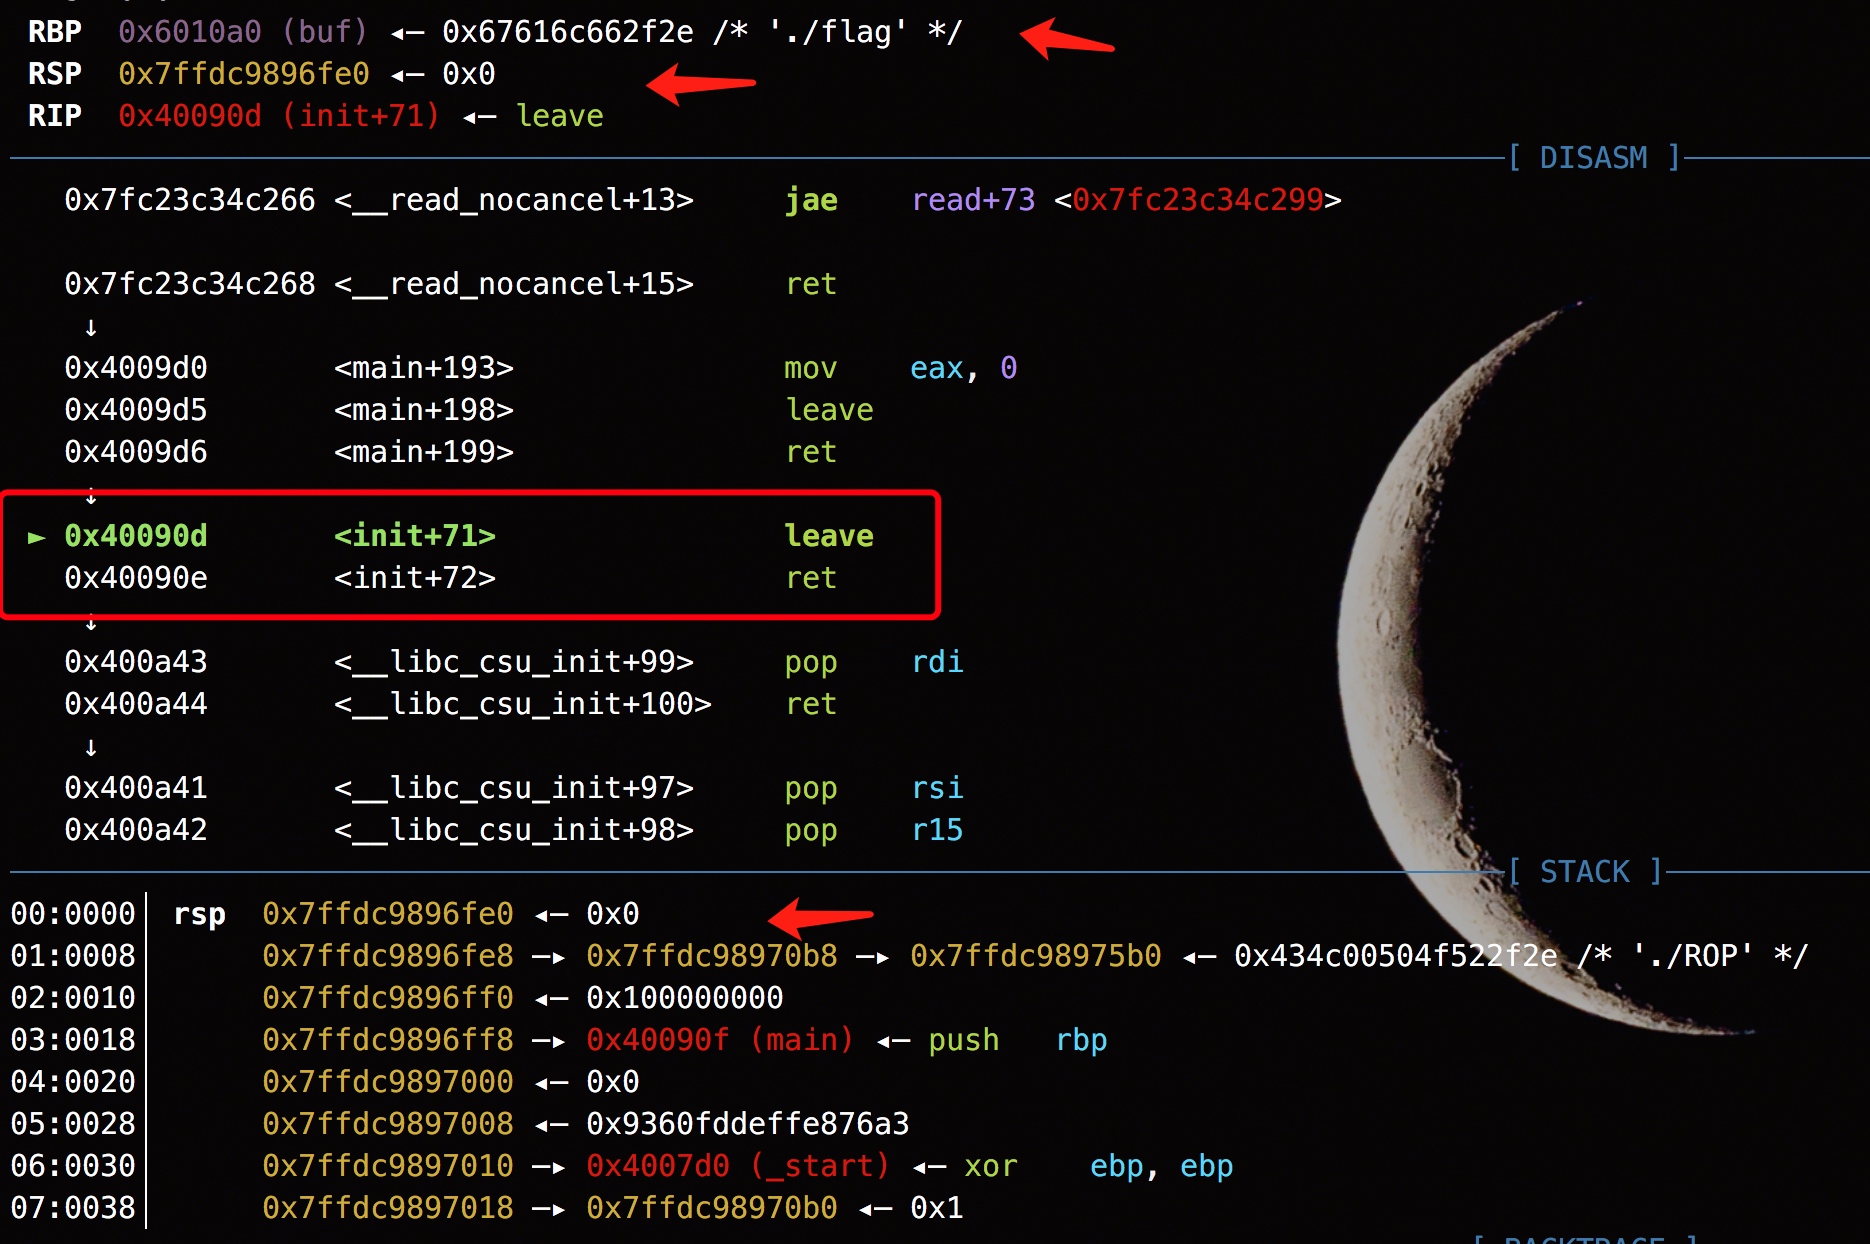 RBP 0x6010a0 (buf) ◂— 0x67616c662f2e /* './flag' */
RSP 0x7ffdc9896fe0 ◂— 0x0
RIP 0x40090d (init+71) ◂— leave
[ DISASM ]
0x7fc23c34c266 <__read_nocancel+13> jae read+73 <0x7fc23c34c299>
0x7fc23c34c268 <__read_nocancel+15> ret
↓
0x4009d0 <main+193> mov eax, 0
0x4009d5 <main+198> leave
0x4009d6 <main+199> ret
↓
► 0x40090d <init+71> leave
0x40090e <init+72> ret
↓
0x400a43 <__libc_csu_init+99> pop rdi
0x400a44 <__libc_csu_init+100> ret
↓
0x400a41 <__libc_csu_init+97> pop rsi
0x400a42 <__libc_csu_init+98> pop r15
[ STACK ]
00:0000│ rsp 0x7ffdc9896fe0 ◂— 0x0
01:0008│ 0x7ffdc9896fe8 —▸ 0x7ffdc98970b8 —▸ 0x7ffdc98975b0 ◂— 0x434c00504f522f2e /* './ROP' */
02:0010│ 0x7ffdc9896ff0 ◂— 0x100000000
03:0018│ 0x7ffdc9896ff8 —▸ 0x40090f (main) ◂— push rbp
04:0020│ 0x7ffdc9897000 ◂— 0x0
05:0028│ 0x7ffdc9897008 ◂— 0x9360fddeffe876a3
06:0030│ 0x7ffdc9897010 —▸ 0x4007d0 (_start) ◂— xor ebp, ebp
07:0038│ 0x7ffdc9897018 —▸ 0x7ffdc98970b0 ◂— 0x1
[ BACKTRACE ]